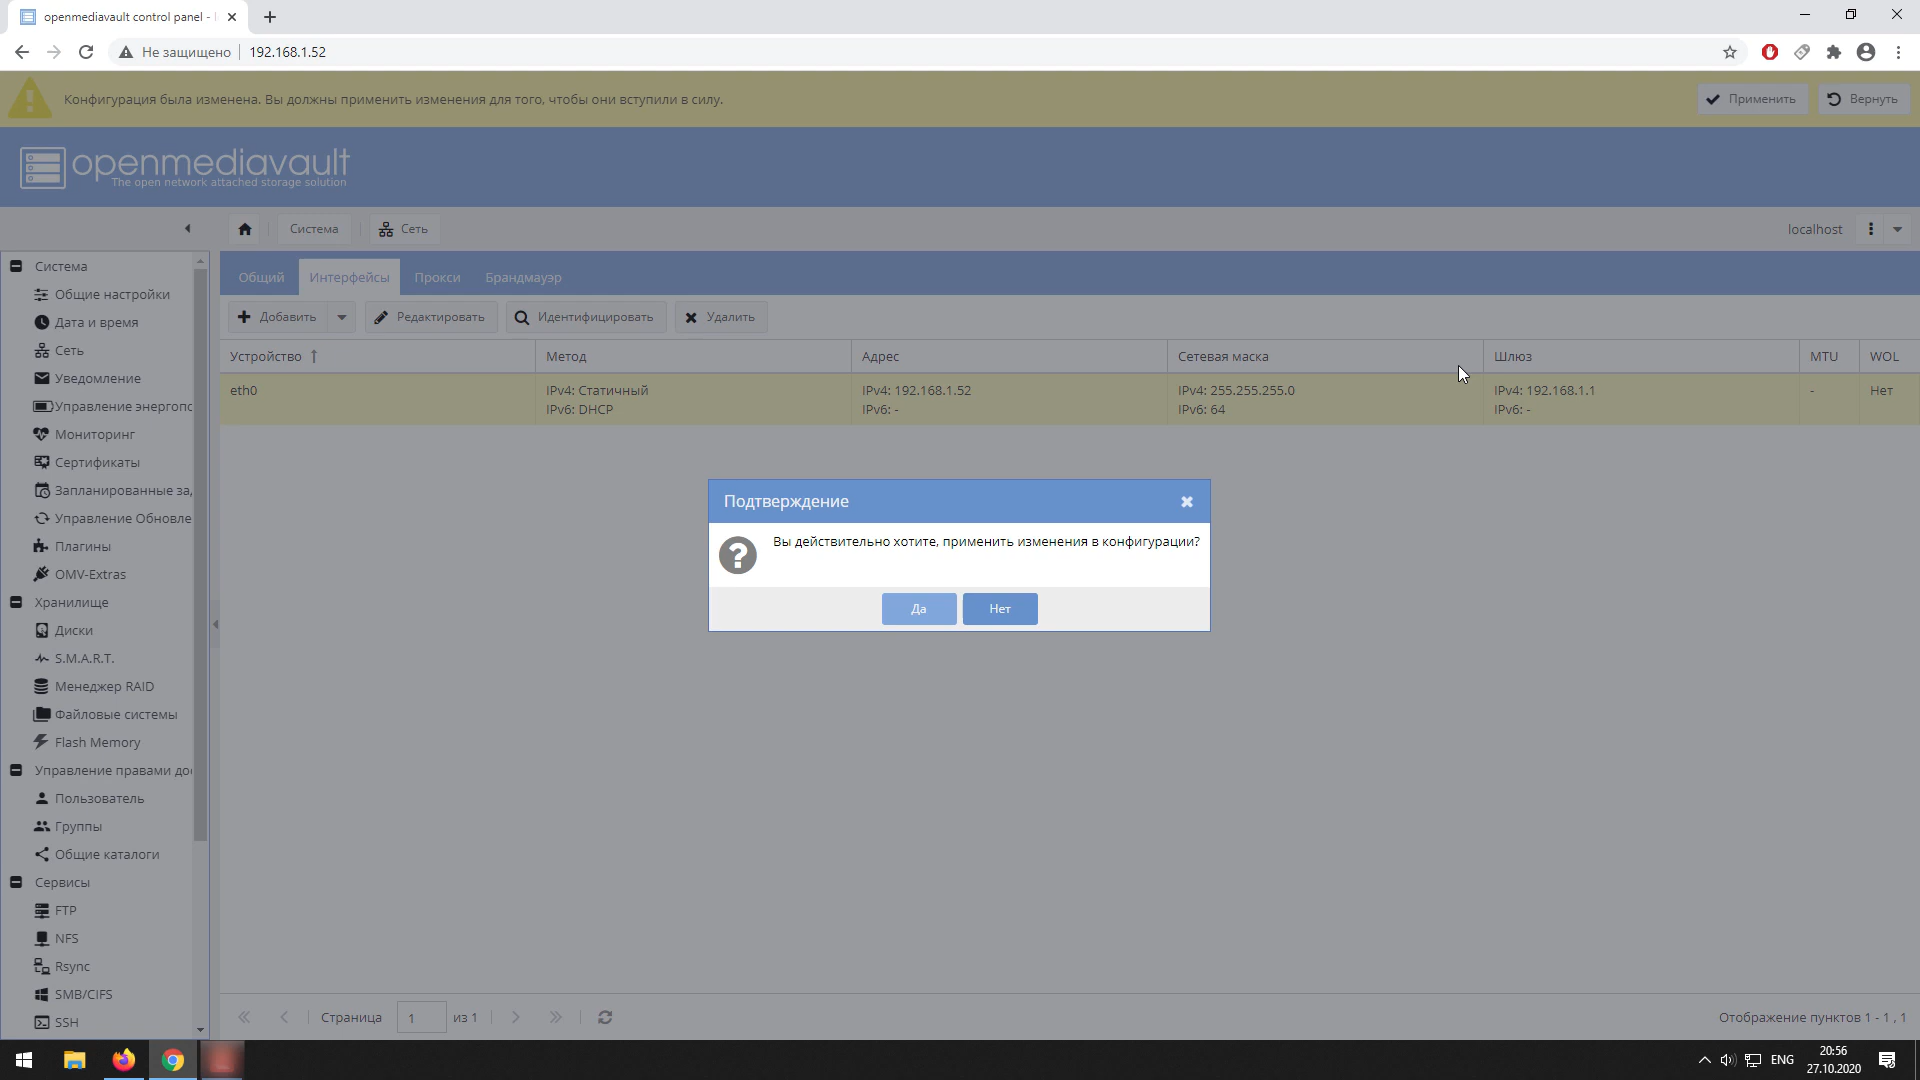 openmediavault control panel -
Не защищено
192.168.1.52
Конфигурация была изменена. Вы должны применить изменения для того, чтобы они вступили в силу.
Применить
Вернуть
openmediavault
The open network attached storage solution
Система
Сеть
localhost
Система
Общие настройки
Дата и время
Сеть
Уведомление
Управление энергопо
Мониторинг
Сертификаты
Запланированные за,
Управление Обновле
Плагины
OMV-Extras
Хранилище
Диски
S.M.A.R.T.
Менеджер RAID
Файловые системы
Flash Memory
Управление правами до
Пользователь
Группы
Общие каталоги
Сервисы
FTP
NFS
Rsync
SMB/CIFS
SSH
Общий
Интерфейсы
Прокси
Брандмауэр
Добавить
Редактировать
Идентифицировать
Удалить
Устройство
Метод
Адрес
Сетевая маска
Шлюз
MTU
WOL
eth0
IPv4: Статичный
IPv6: DHCP
IPv4: 192.168.1.52
IPv6: -
IPv4: 255.255.255.0
IPv6: 64
IPv4: 192.168.1.1
IPv6: -
-
Нет
Подтверждение
Вы действительно хотите, применить изменения в конфигурации?
Да
Нет
Страница 1 из 1
Отображение пунктов 1 - 1 , 1
ENG
20:56
27.10.2020